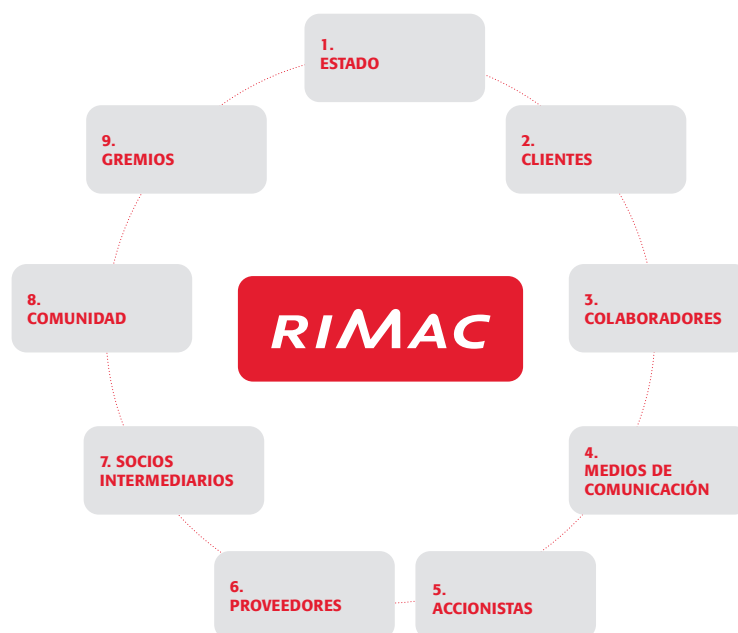 1.
ESTADO
2.
CLIENTES
3.
COLABORADORES
4.
MEDIOS DE
COMUNICACIÓN
5.
ACCIONISTAS
6.
PROVEEDORES
7. SOCIOS
INTERMEDIARIOS
8.
COMUNIDAD
9.
GREMIOS
RIMAC